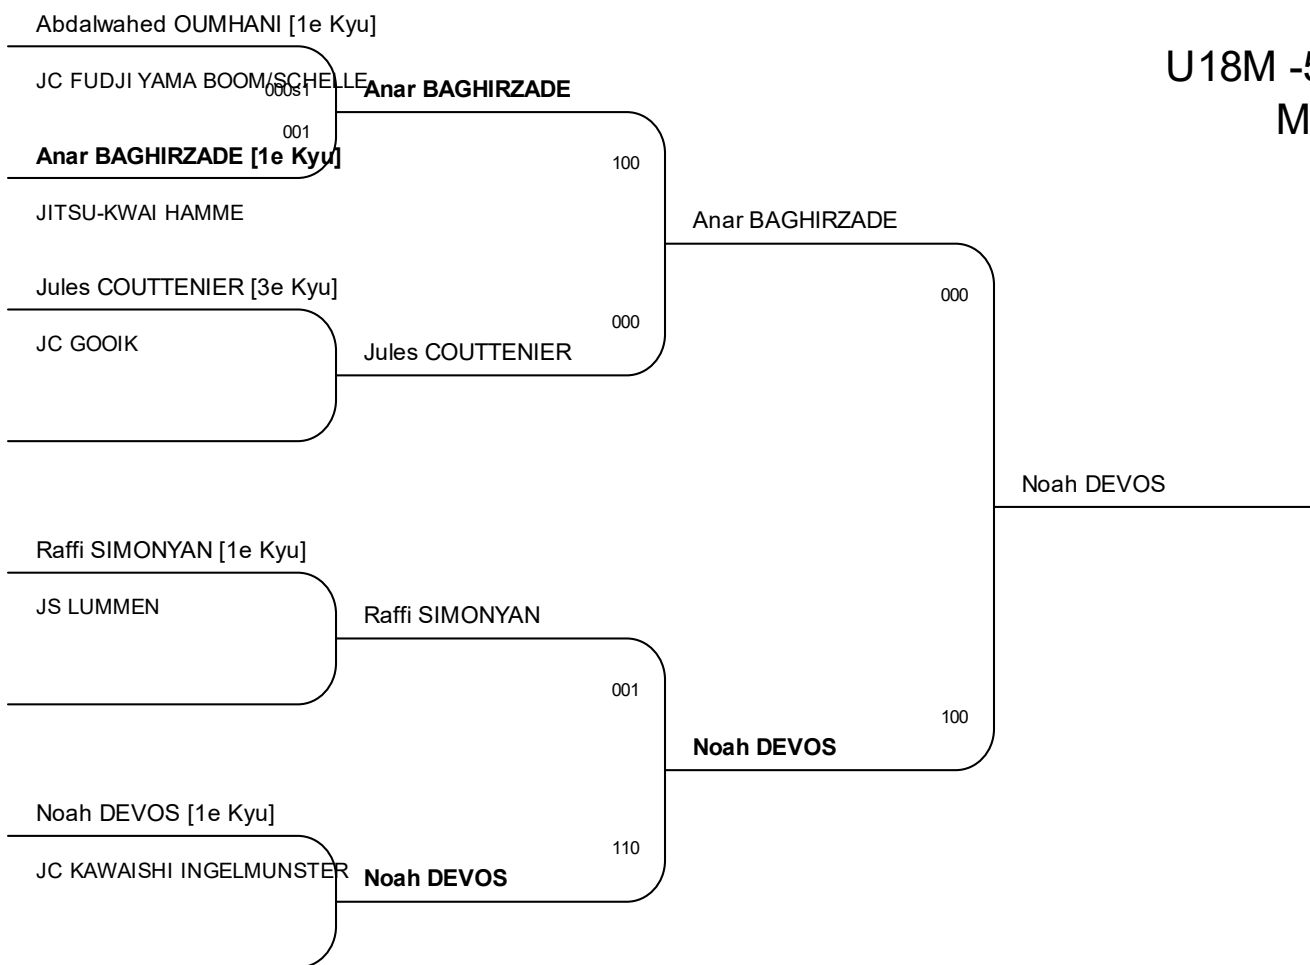 Abdalwahed OUMHANI [1e Kyu]
U18M -5
JC FUDJI YAMA BOOM/SCHELLE
000s1
Anar BAGHIRZADE
M
001
Anar BAGHIRZADE [1e Kyu]
100
JITSU-KWAI HAMME
Anar BAGHIRZADE
Jules COUTTENIER [3e Kyu]
000
000
JC GOOIK
Jules COUTTENIER
Noah DEVOS
Raffi SIMONYAN [1e Kyu]
JS LUMMEN
Raffi SIMONYAN
001
100
Noah DEVOS
Noah DEVOS [1e Kyu]
110
JC KAWAISHI INGELMUNSTER
Noah DEVOS